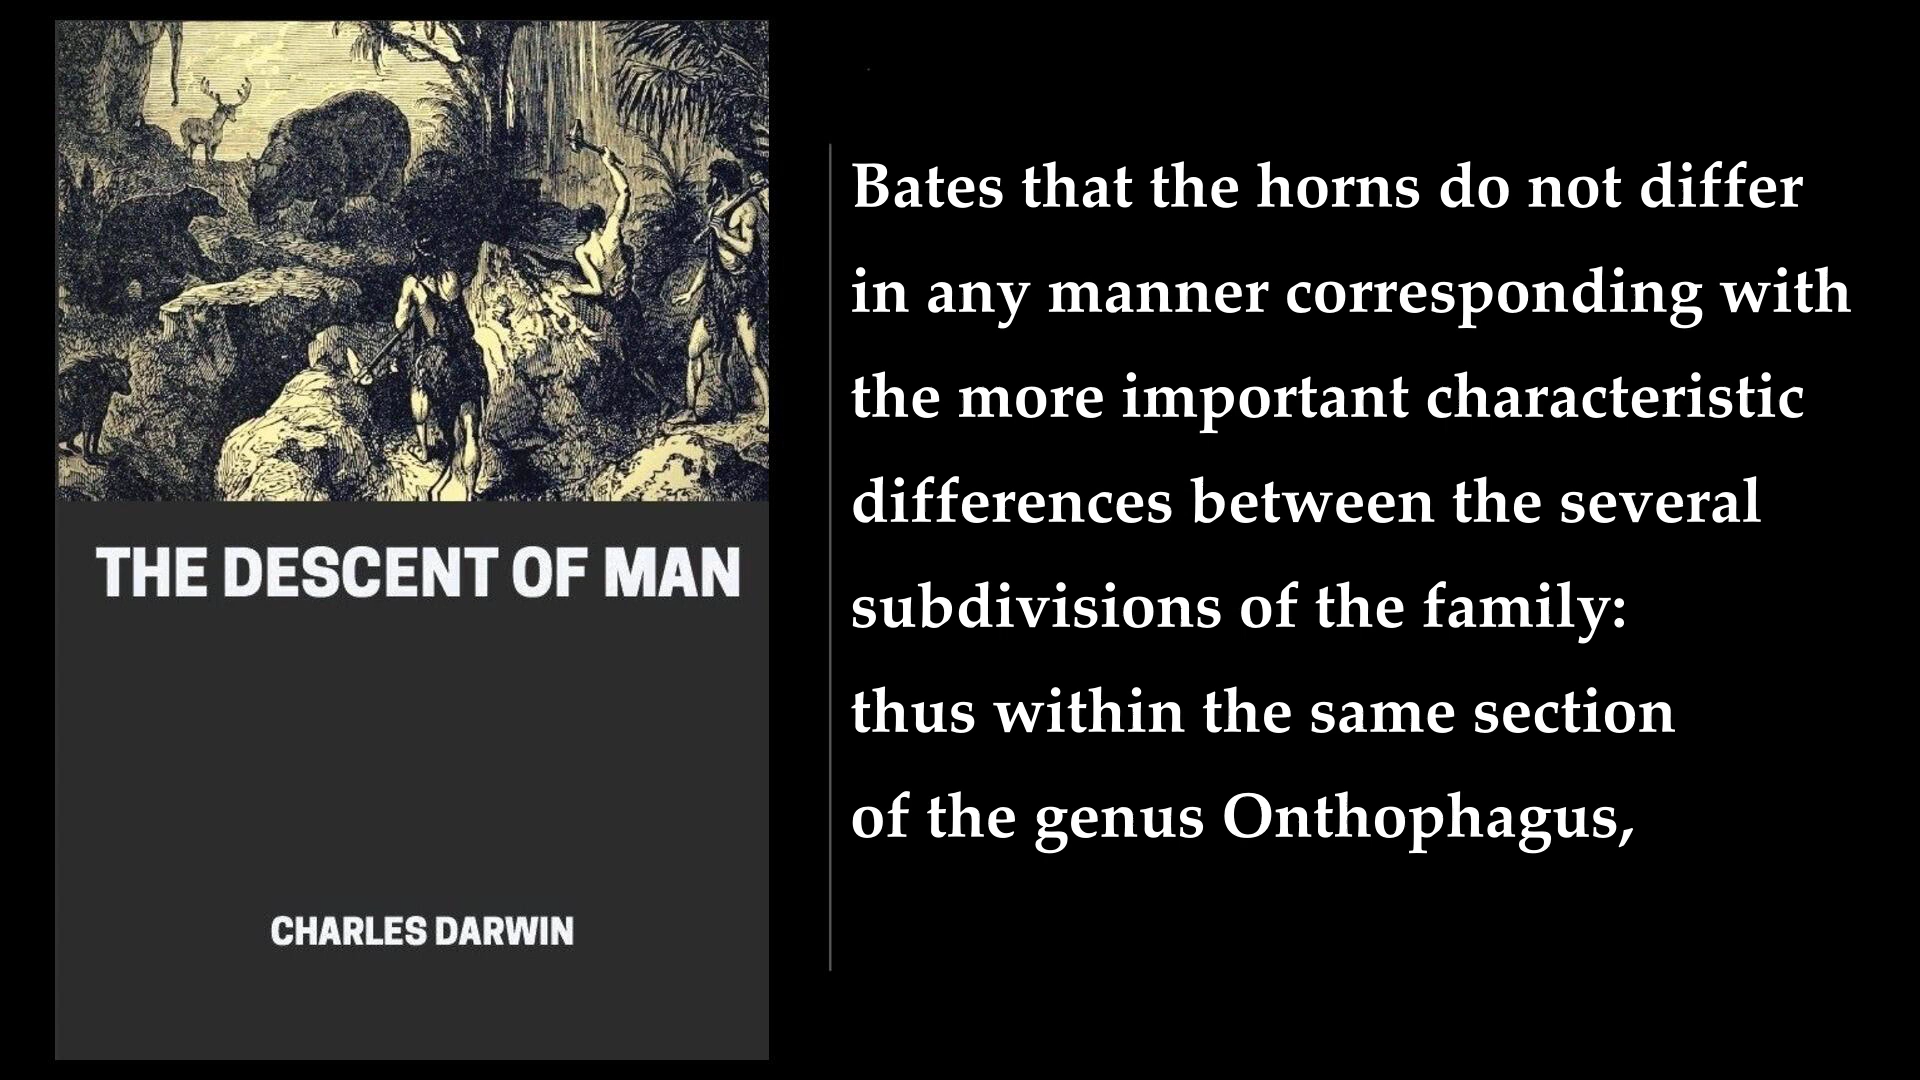 THE DESCENT OF MAN
CHARLES DARWIN
Bates that the horns do not differ
in any manner corresponding with
the more important characteristic
differences between the several
subdivisions of the family:
thus within the same section
of the genus Onthophagus,